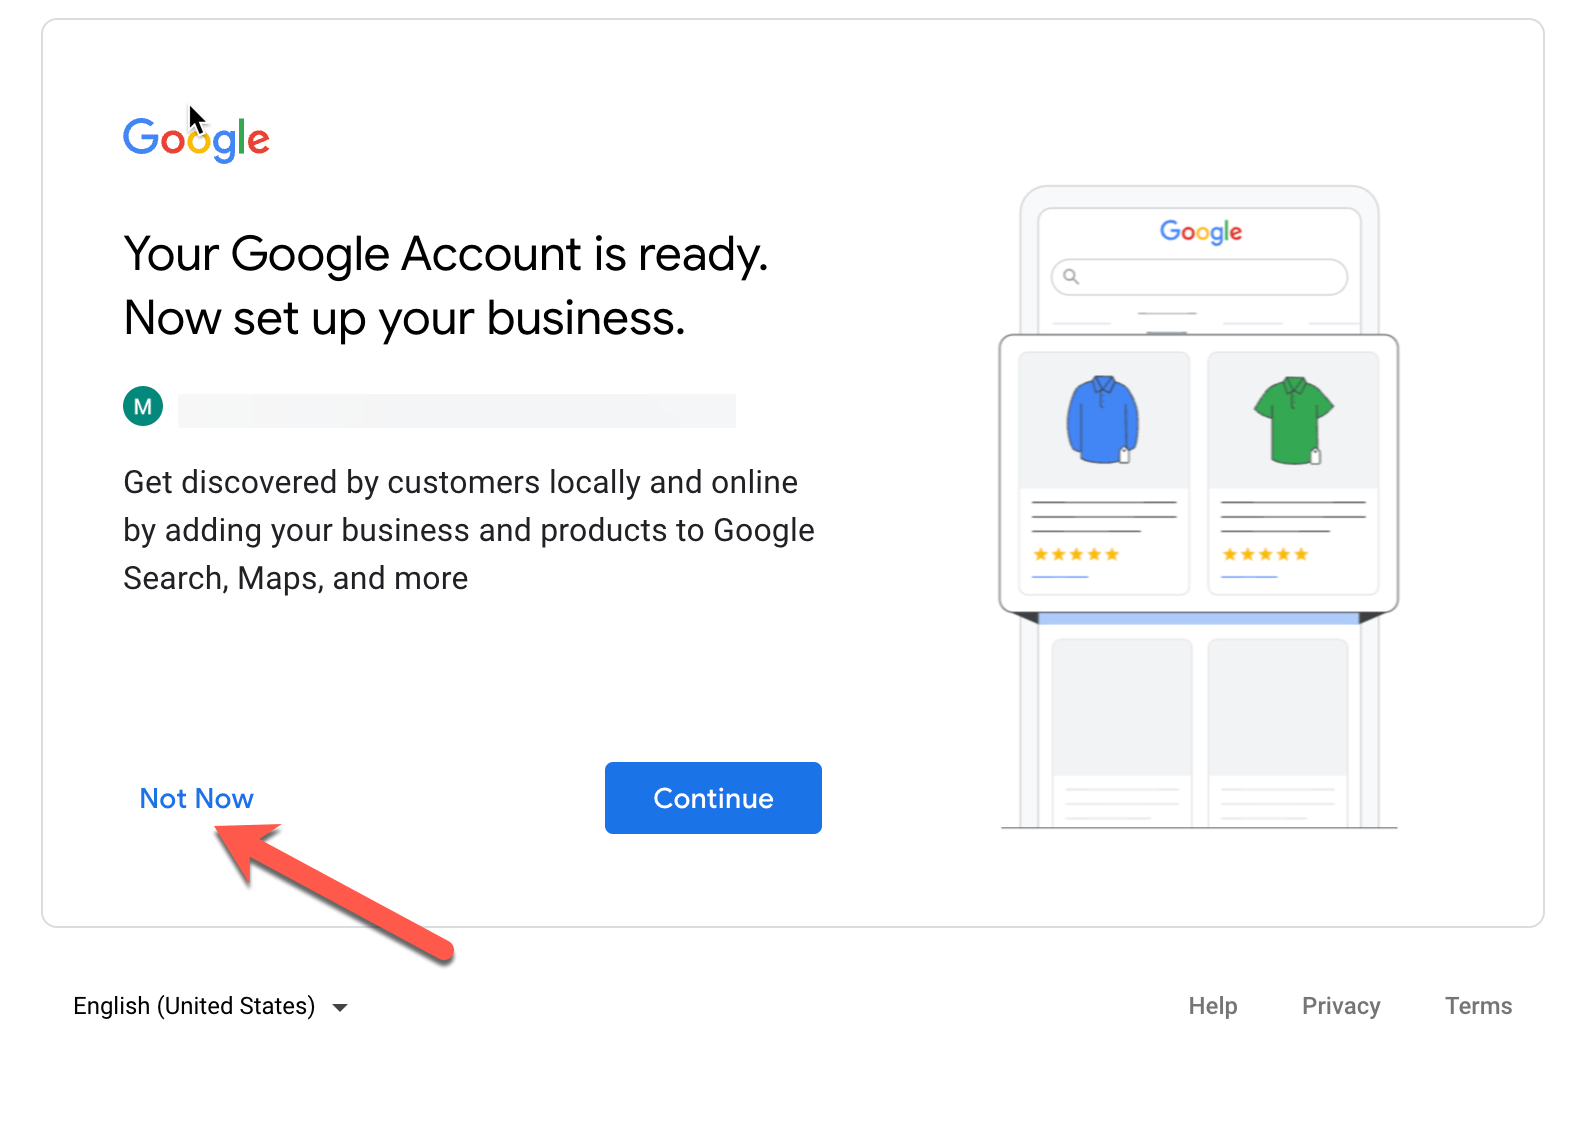 Google
Your Google Account is ready.
Now set up your business.
M
Get discovered by customers locally and online
by adding your business and products to Google
Search, Maps, and more
Not Now
Continue
Google
English (United States)
Help
Privacy
Terms